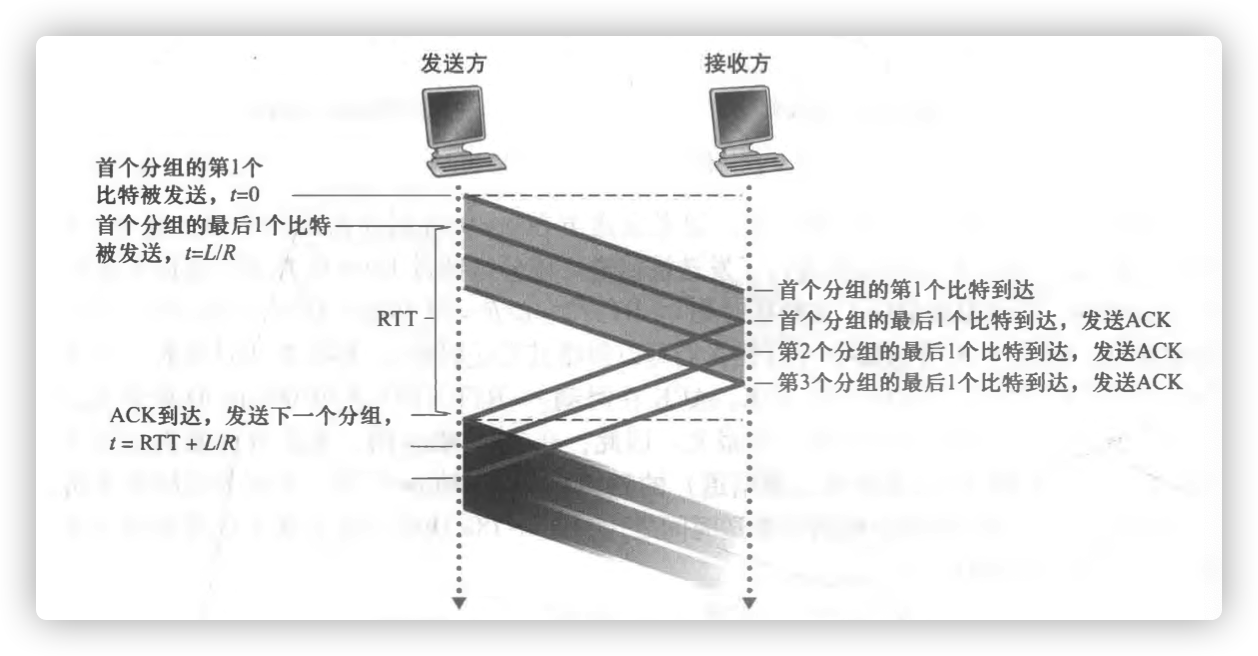 发送方
接收方
首个分组的第1个
比特被发送，t=0
首个分组的最后1个比特
被发送，t=L/R
首个分组的第1个比特到达
首个分组的最后1个比特到达，发送ACK
RTT
第2个分组的最后1个比特到达，发送ACK
第3个分组的最后1个比特到达，发送ACK
ACK到达，发送下一个分组，
t = RTT + L/R